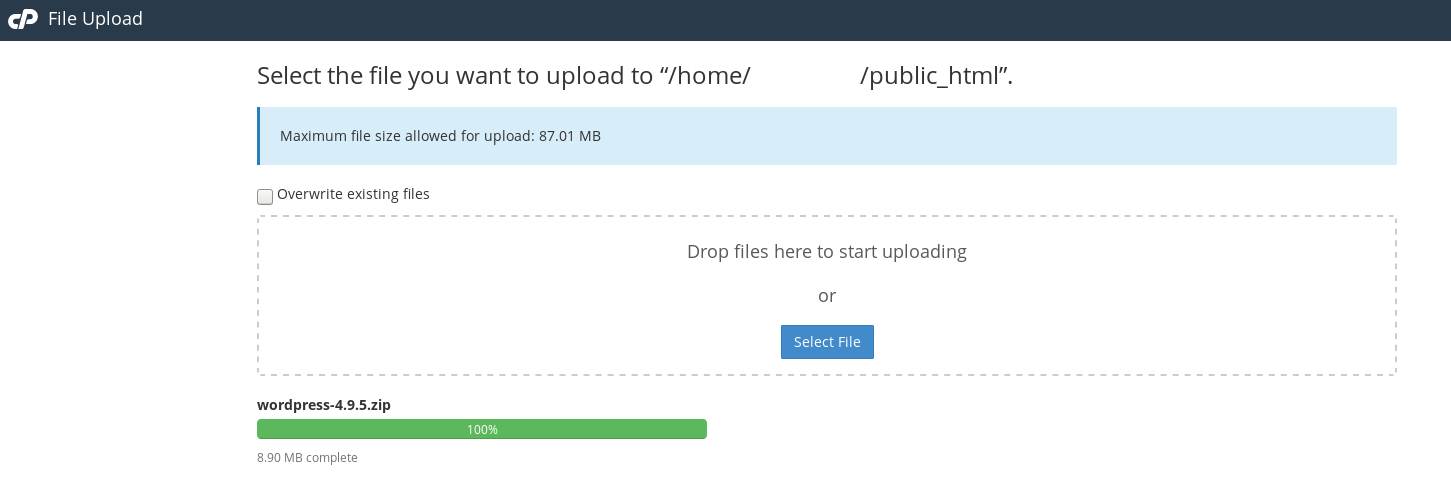 cP File Upload
Select the file you want to upload to “/home/ /public_html”.
Maximum file size allowed for upload: 87.01 MB
Overwrite existing files
Drop files here to start uploading
or
Select File
wordpress-4.9.5.zip
100%
8.90 MB complete